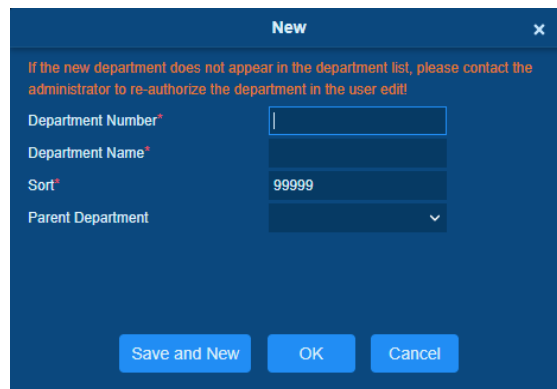 New
If the new department does not appear in the department list, please contact the
administrator to re-authorize the department in the user edit!
Department Number*
Department Name*
Sort* 99999
Parent Department
Save and New OK Cancel